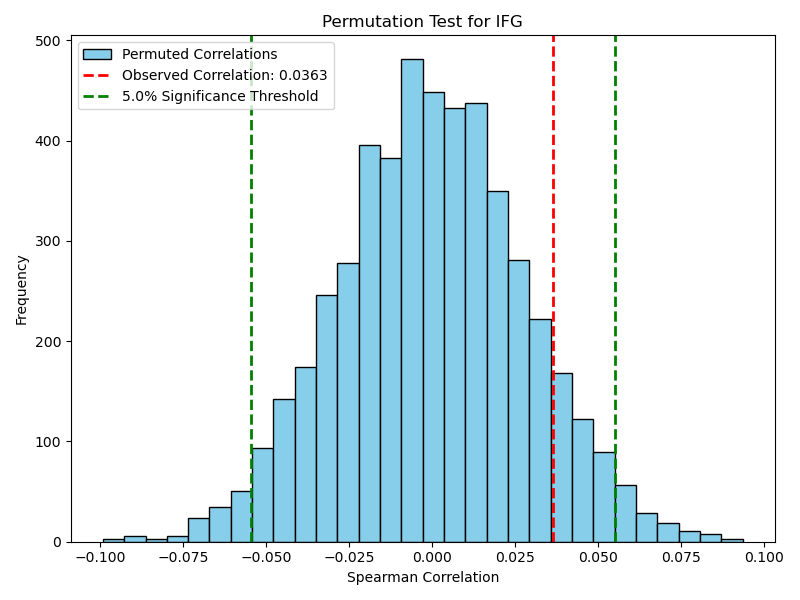 Permutation Test for IFG
Permuted Correlations
Observed Correlation: 0.0363
5.0% Significance Threshold
500
400
300
200
100
0
Frequency
−0.100 −0.075 −0.050 −0.025 0.000 0.025 0.050 0.075 0.100
Spearman Correlation